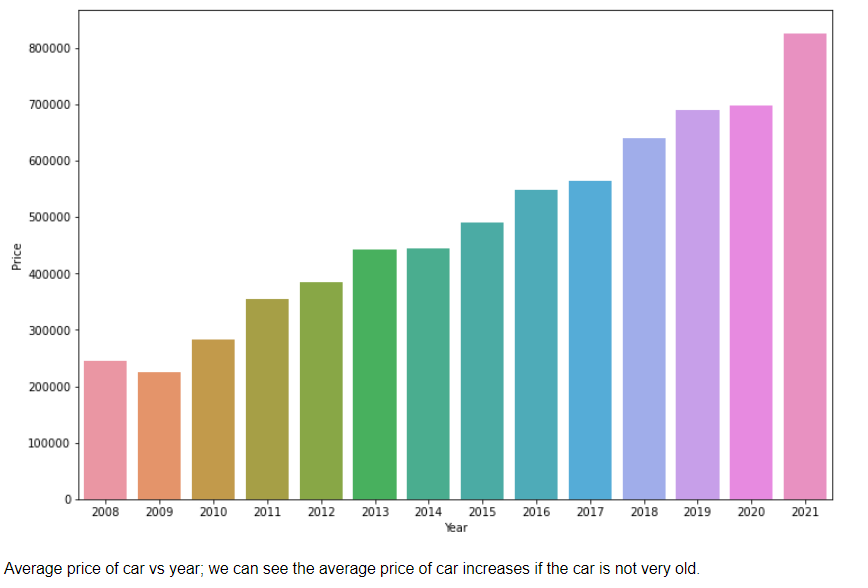 800000
700000
600000
500000
400000
300000
200000
100000
0
Price
2008 2009 2010 2011 2012 2013 2014 2015 2016 2017 2018 2019 2020 2021
Year
Average price of car vs year; we can see the average price of car increases if the car is not very old.